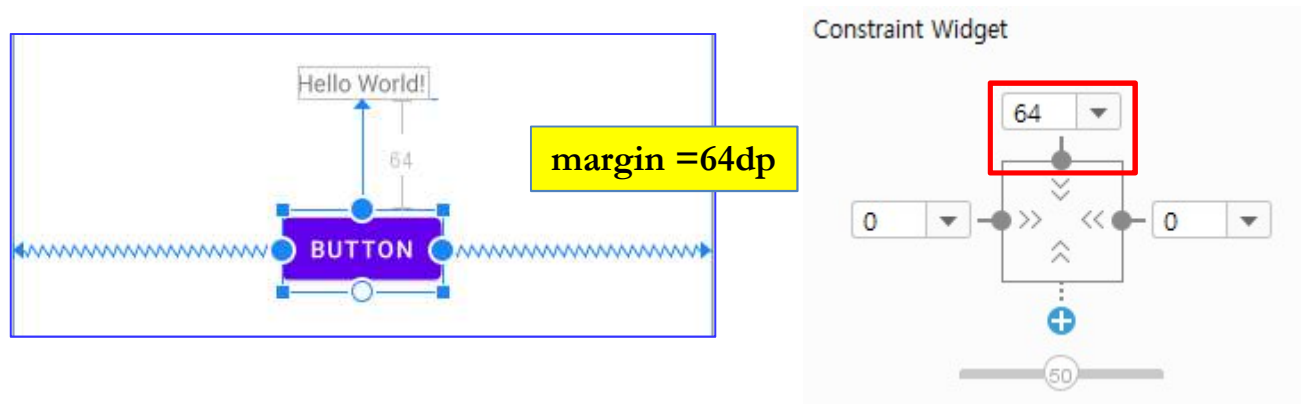 Hello World!
64
margin =64dp
BUTTON
Constraint Widget
64
0
0
50